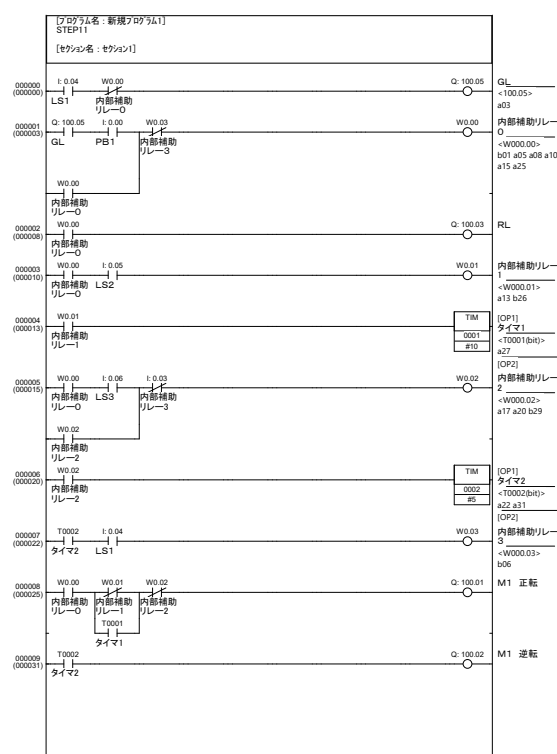 [プログラム名 : 新規プログラム1]
STEP11
[セクション名 : セクション1]
000000
(000000)
I: 0.04
LS1
W0.00
内部補助
リレー0
Q: 100.05
GL
<100.05>
a03
000001
(000003)
Q: 100.05
GL
I: 0.00
PB1
W0.03
内部補助
リレー3
W0.00
内部補助リレー
0
<W000.00>
b01 a05 a08 a10
a15 a25
W0.00
内部補助
リレー0
000002
(000008)
W0.00
内部補助
リレー0
Q: 100.03
RL
000003
(000010)
W0.00
内部補助
リレー0
I: 0.05
LS2
W0.01
内部補助リレー
1
<W000.01>
a13 b26
000004
(000013)
W0.01
内部補助
リレー1
TIM
0001
#10
[OP1]
タイマ1
<T0001(bit)>
a27
[OP2]
000005
(000015)
W0.00
内部補助
リレー0
I: 0.06
LS3
I: 0.03
内部補助
リレー3
W0.02
内部補助リレー
2
<W000.02>
a17 a20 b29
W0.02
内部補助
リレー2
000006
(000020)
W0.02
内部補助
リレー2
TIM
0002
#5
[OP1]
タイマ2
<T0002(bit)>
a22 a31
[OP2]
000007
(000022)
T0002
タイマ2
I: 0.04
LS1
W0.03
内部補助リレー
3
<W000.03>
b06
000008
(000025)
W0.00
内部補助
リレー0
W0.01
内部補助
リレー1
W0.02
内部補助
リレー2
Q: 100.01
M1 正転
T0001
タイマ1
000009
(000031)
T0002
タイマ2
Q: 100.02
M1 逆転